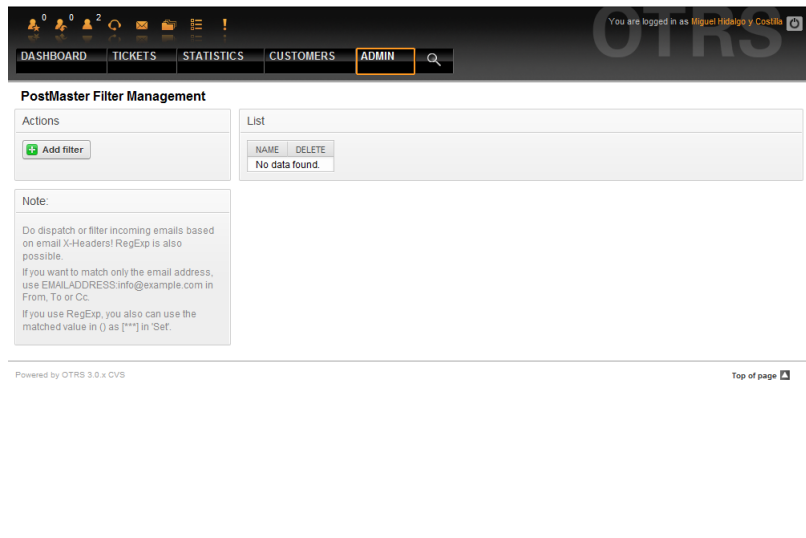 0 0 2
OTRS
You are logged in as Miguel Hidalgo y Costilla
DASHBOARD TICKETS STATISTICS CUSTOMERS ADMIN
PostMaster Filter Management
Actions
Add filter
List
NAME DELETE
No data found.
Note:
Do dispatch or filter incoming emails based
on email X-Headers! RegExp is also
possible.
If you want to match only the email address,
use EMAILADDRESS:info@example.com in
From, To or Cc.
If you use RegExp, you also can use the
matched value in () as [***] in 'Set'.
Powered by OTRS 3.0.x CVS
Top of page